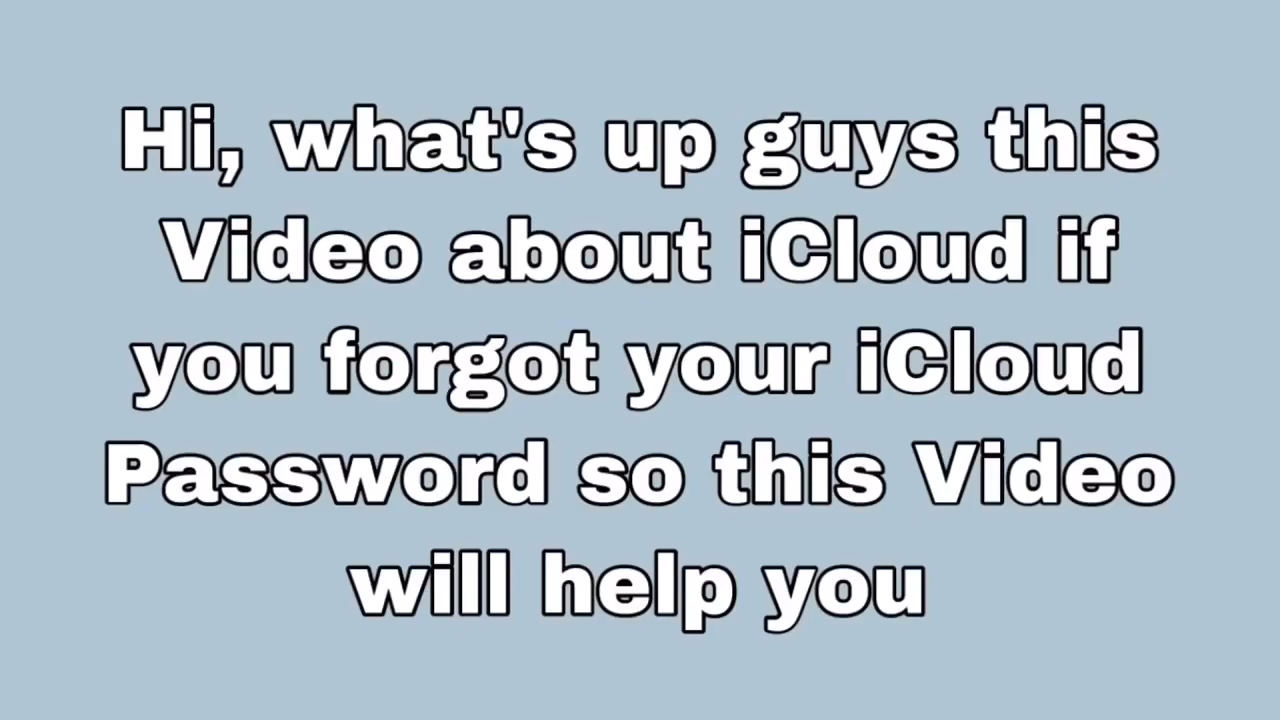 Hi, what's up guys this
Video about iCloud if
you forgot your iCloud
Password so this Video
will help you